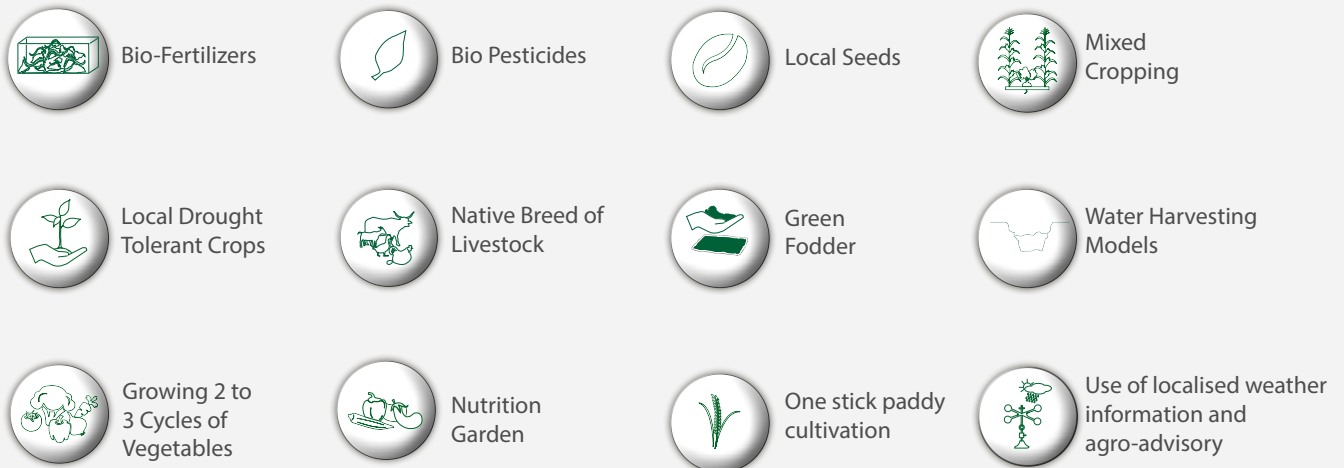 Bio-Fertilizers
Bio Pesticides
Local Seeds
Mixed
Cropping
Local Drought
Tolerant Crops
Native Breed of
Livestock
Green
Fodder
Water Harvesting
Models
Growing 2 to
3 Cycles of
Vegetables
Nutrition
Garden
One stick paddy
cultivation
Use of localised weather
information and
agro-advisory